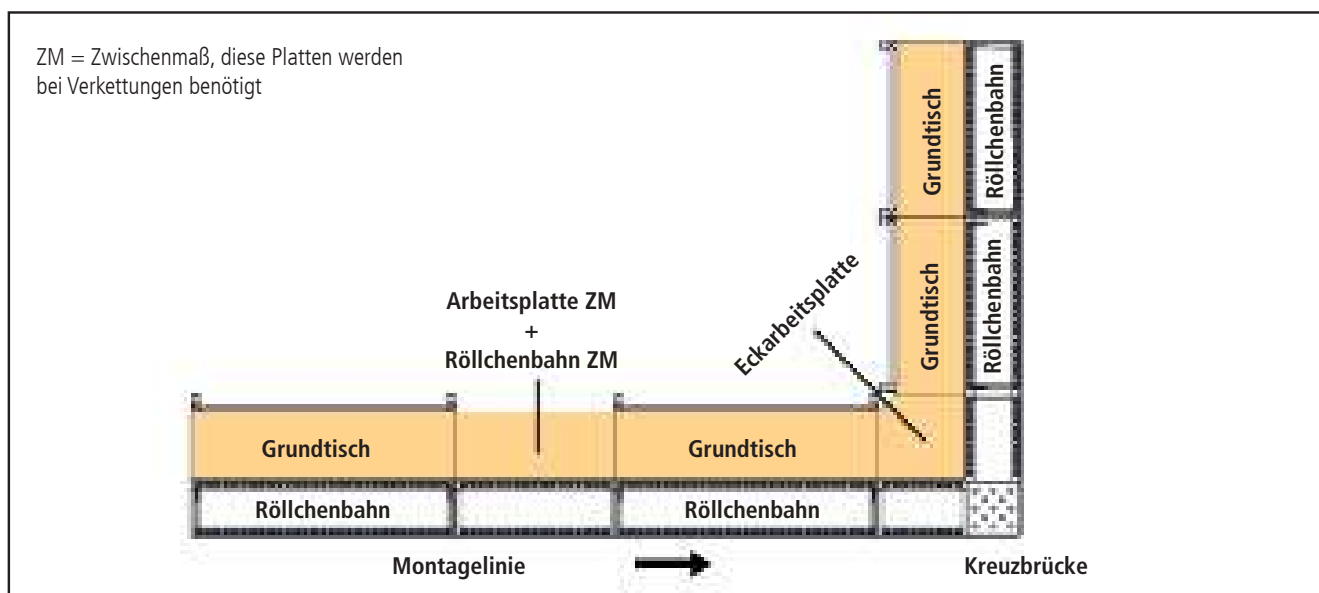 ZM = Zwischenmaß, diese Platten werden
bei Verkettungen benötigt
Grundtisch
Röllchenbahn
Grundtisch
Röllchenbahn
Eckarbeitsplatte
Arbeitsplatte ZM
+
Röllchenbahn ZM
Grundtisch
Grundtisch
Röllchenbahn
Röllchenbahn
Montagelinie
Kreuzbrücke